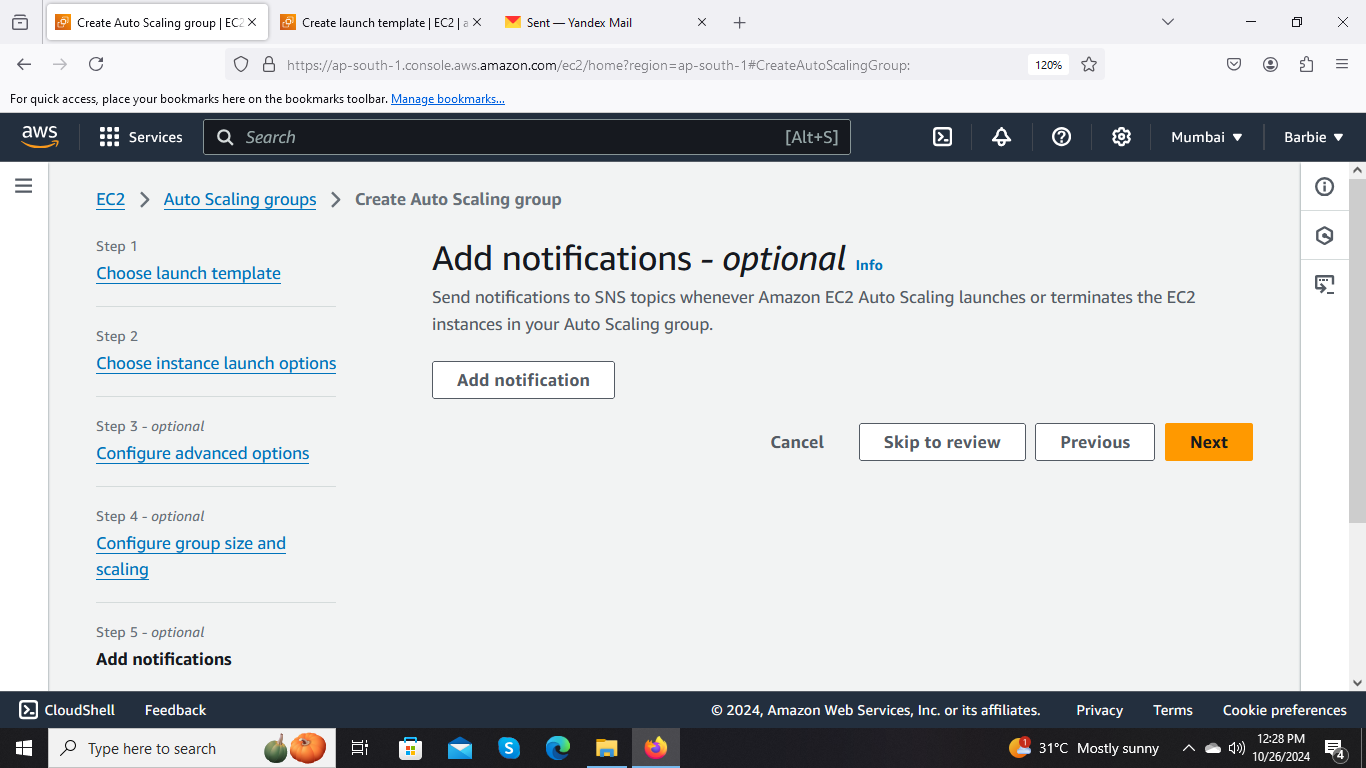 Create Auto Scaling group | EC2
Create launch template | EC2 | a
Sent — Yandex Mail
https://ap-south-1.console.aws.amazon.com/ec2/home?region=ap-south-1#CreateAutoScalingGroup:
120%
For quick access, place your bookmarks here on the bookmarks toolbar. Manage bookmarks...
aws
Services
Search
[Alt+S]
Mumbai
Barbie
EC2
Auto Scaling groups
Create Auto Scaling group
Step 1
Choose launch template
Step 2
Choose instance launch options
Step 3 - optional
Configure advanced options
Step 4 - optional
Configure group size and
scaling
Step 5 - optional
Add notifications
Add notifications - optional Info
Send notifications to SNS topics whenever Amazon EC2 Auto Scaling launches or terminates the EC2
instances in your Auto Scaling group.
Add notification
Cancel
Skip to review
Previous
Next
CloudShell
Feedback
© 2024, Amazon Web Services, Inc. or its affiliates.
Privacy
Terms
Cookie preferences
Type here to search
1
31°C Mostly sunny
12:28 PM
10/26/2024
4